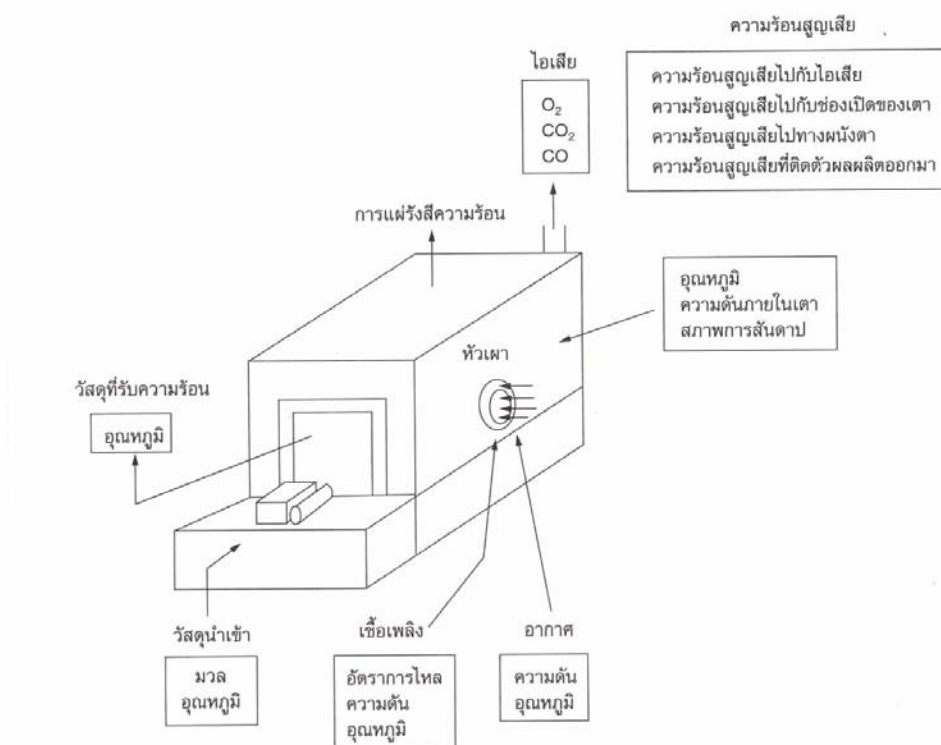 ความร้อนสูญเสีย
ความร้อนสูญเสียไปกับไอเสีย
ความร้อนสูญเสียไปกับช่องเปิดของเตา
ความร้อนสูญเสียไปทางผนังตา
ความร้อนสูญเสียที่ติดตัวผลผลิตออกมา
ไอเสีย
O₂
CO₂
CO
การแผ่รังสีความร้อน
อุณหภูมิ
ความดันภายในเตา
สภาพการสันดาป
หัวเผา
วัสดุที่รับความร้อน
อุณหภูมิ
วัสดุนำเข้า
มวล
อุณหภูมิ
เชื้อเพลิง
อัตราการไหล
ความดัน
อุณหภูมิ
อากาศ
ความดัน
อุณหภูมิ